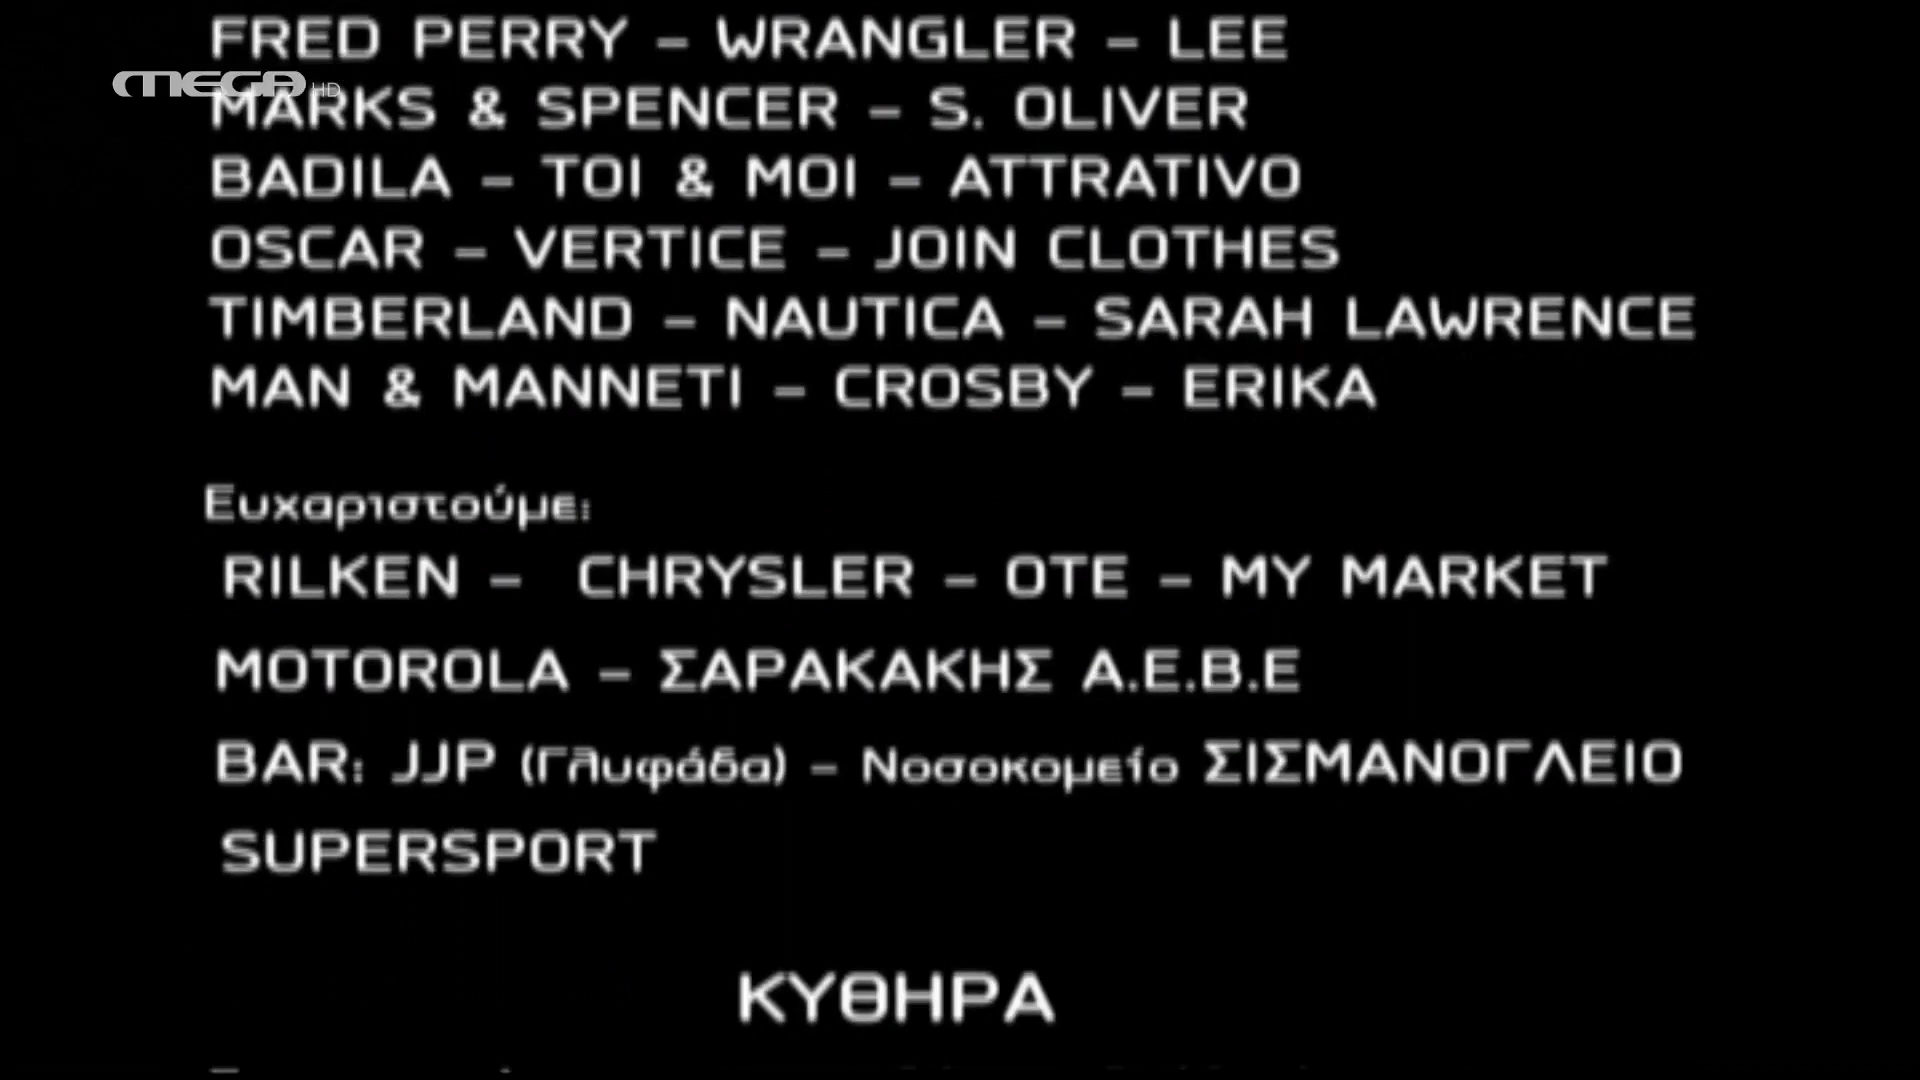 FRED PERRY – WRANGLER – LEE
MEGA HD
MARKS & SPENCER – S. OLIVER
BADILA – TOI & MOI – ATTRATIVO
OSCAR – VERTICE – JOIN CLOTHES
TIMBERLAND – NAUTICA – SARAH LAWRENCE
MAN & MANNETI – CROSBY – ERIKA
Ευχαριστούμε:
RILKEN – CHRYSLER – OTE – MY MARKET
MOTOROLA – ΣΑΡΑΚΑΚΗΣ Α.Ε.Β.Ε
BAR: JJP (Γλυφάδα) – Νοσοκομείο ΣΙΣΜΑΝΟΓΛΕΙΟ
SUPERSPORT
ΚΥΘΗΡΑ